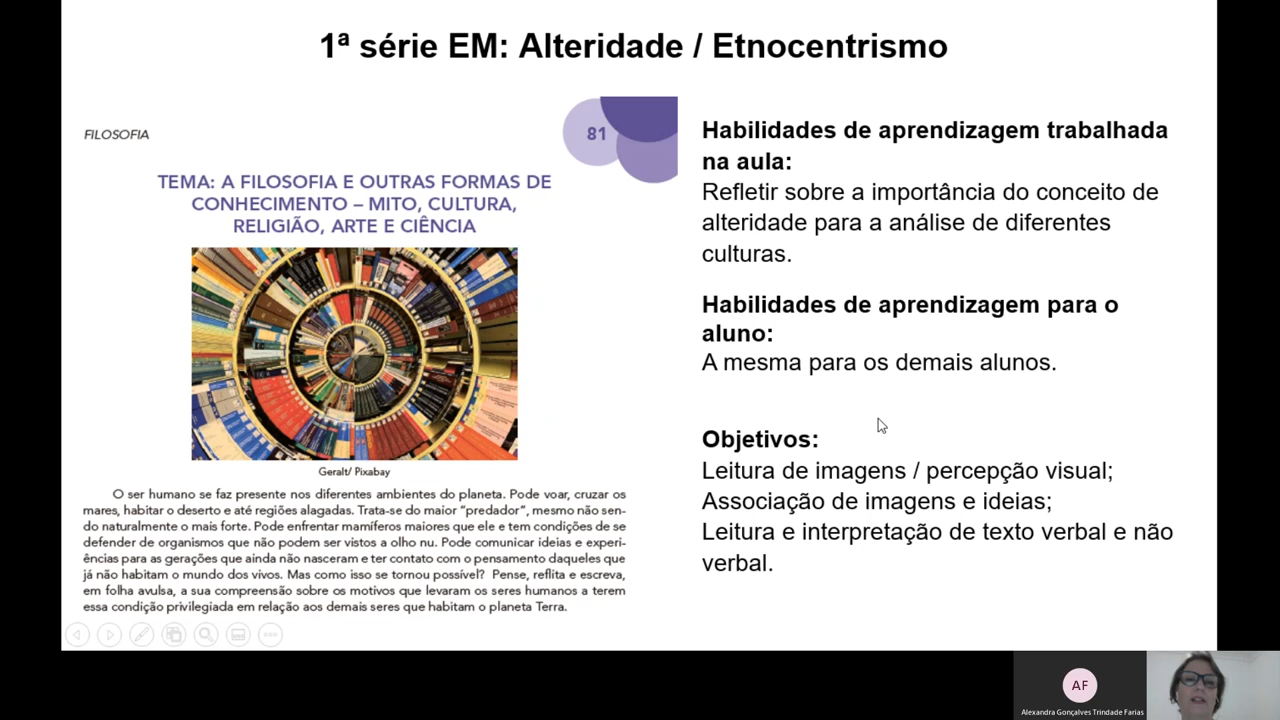 1ª série EM: Alteridade / Etnocentrismo
FILOSOFIA
81
TEMA: A FILOSOFIA E OUTRAS FORMAS DE
CONHECIMENTO – MITO, CULTURA,
RELIGIÃO, ARTE E CIÊNCIA
Geralt/ Pixabay
O ser humano se faz presente nos diferentes ambientes do planeta. Pode voar, cruzar os
mares, habitar o deserto e até regiões alagadas. Trata-se do maior “predador”, mesmo não sen-
do naturalmente o mais forte. Pode enfrentar mamíferos maiores que ele e tem condições de se
defender de organismos que não podem ser vistos a olho nu. Pode comunicar ideias e experi-
ências para as gerações que ainda não nasceram e ter contato com o pensamento daqueles que
já não habitam o mundo dos vivos. Mas como isso se tornou possível? Pense, reflita e escreva,
em folha avulsa, a sua compreensão sobre os motivos que levaram os seres humanos a terem
essa condição privilegiada em relação aos demais seres que habitam o planeta Terra.
Habilidades de aprendizagem trabalhada
na aula:
Refletir sobre a importância do conceito de
alteridade para a análise de diferentes
culturas.
Habilidades de aprendizagem para o
aluno:
A mesma para os demais alunos.
Objetivos:
Leitura de imagens / percepção visual;
Associação de imagens e ideias;
Leitura e interpretação de texto verbal e não
verbal.
AF
Alexandra Gonçalves Trindade Farias